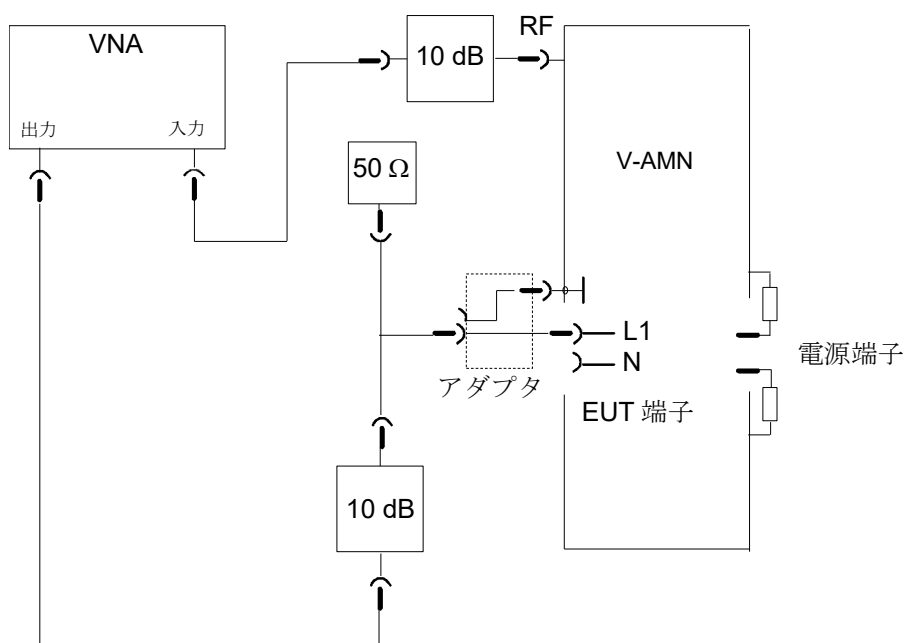 VNA
出力
入力
10 dB
RF
50 Ω
V-AMN
L1
N
アダプタ
EUT 端子
電源端子
10 dB